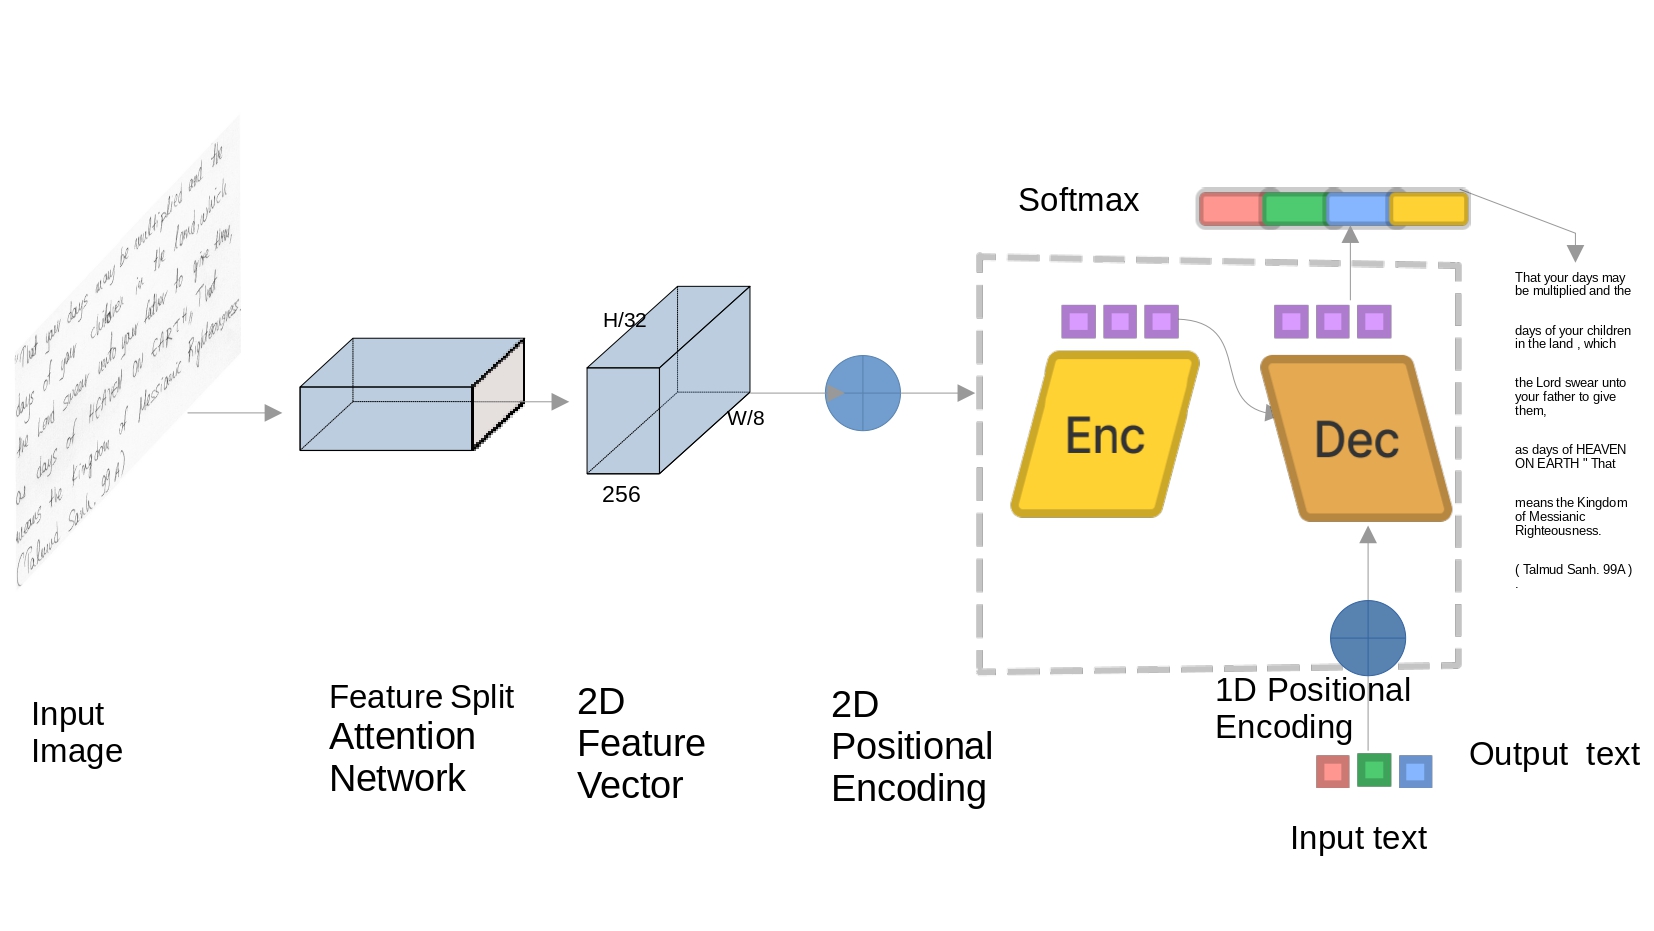 "That your days may be multiplied and the
days of your children in the land, which
the Lord swear unto your father to give them,
as days of HEAVEN ON EARTH", That
means the Kingdom of Messianic Righteousness.
(Talmud Sanh. 99A)
Input
Image
Feature Split
Attention
Network
H/32
W/8
256
2D
Feature
Vector
2D
Positional
Encoding
Softmax
Enc
Dec
1D Positional
Encoding
Input text
That your days may
be multiplied and the
days of your children
in the land , which
the Lord swear unto
your father to give
them,
as days of HEAVEN
ON EARTH " That
means the Kingdom
of Messianic
Righteousness.
( Talmud Sanh. 99A )
.
Output text